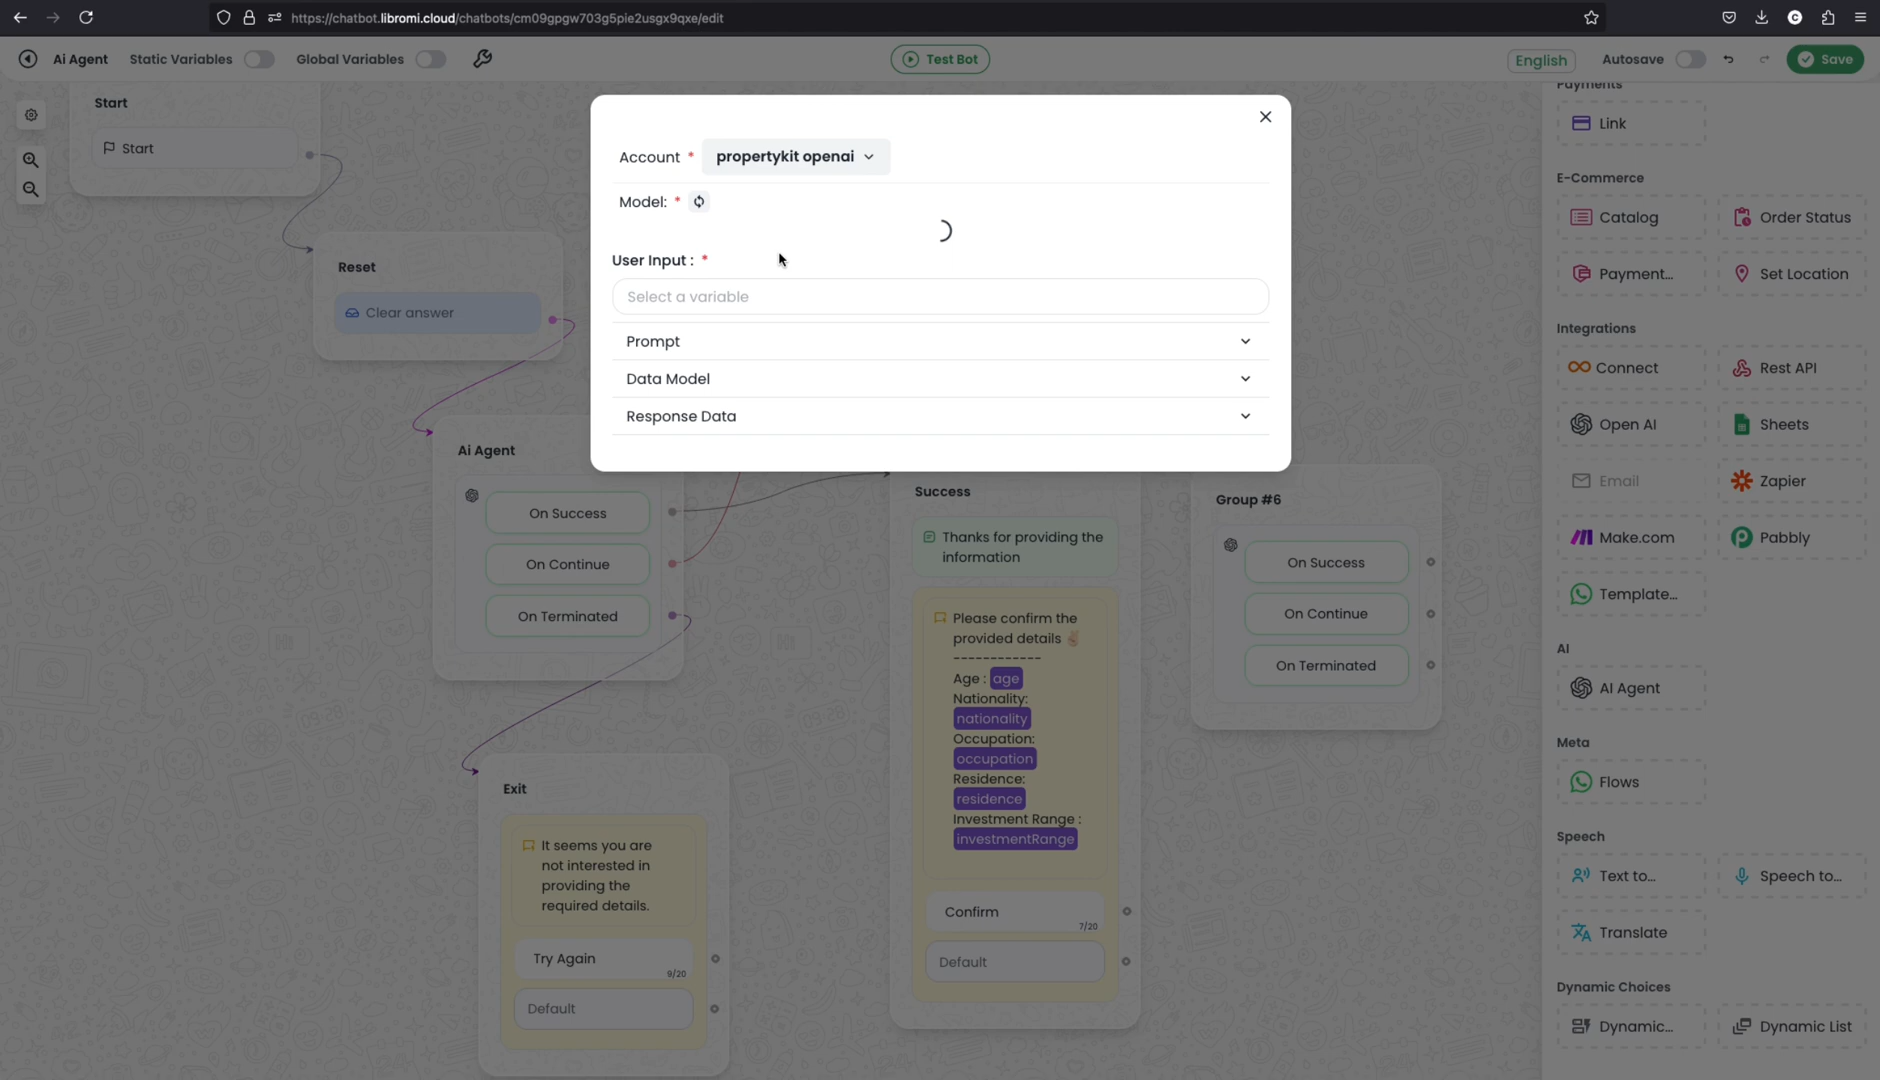 https://chatbot.libromi.cloud/chatbots/cm09gpgw703g5pie2usgx9qxe/edit
Ai Agent
Static Variables
Global Variables
Test Bot
English
Autosave
Save
Start
Start
Reset
Clear answer
Ai Agent
On Success
On Continue
On Terminated
Exit
It seems you are
not interested in
providing the
required details.
Try Again
9/20
Default
Account *
propertykit openai
Model: *
User Input : *
Select a variable
Prompt
Data Model
Response Data
Success
Thanks for providing the
information
Please confirm the
provided details ✌🏻
------------
Age : age
Nationality:
nationality
Occupation:
occupation
Residence:
residence
Investment Range :
investmentRange
Confirm
7/20
Default
Group #6
On Success
On Continue
On Terminated
Payments
Link
E-Commerce
Catalog
Order Status
Payment...
Set Location
Integrations
Connect
Rest API
Open AI
Sheets
Email
Zapier
Make.com
Pabbly
Template...
AI
AI Agent
Meta
Flows
Speech
Text to...
Speech to...
Translate
Dynamic Choices
Dynamic...
Dynamic List